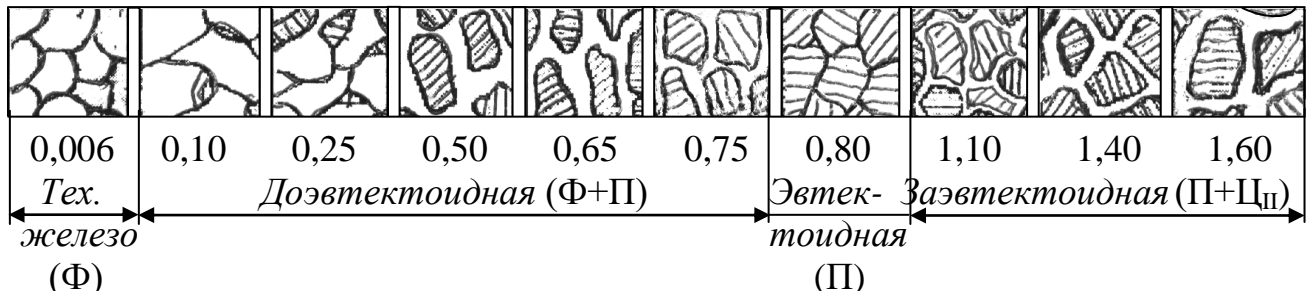 0,006 0,10 0,25 0,50 0,65 0,75 0,80 1,10 1,40 1,60
Тех. Доэвтектоидная (Ф+П) Эвтек- Заэвтектоидная (П+ЦII)
железо тоидная
(Ф) (П)